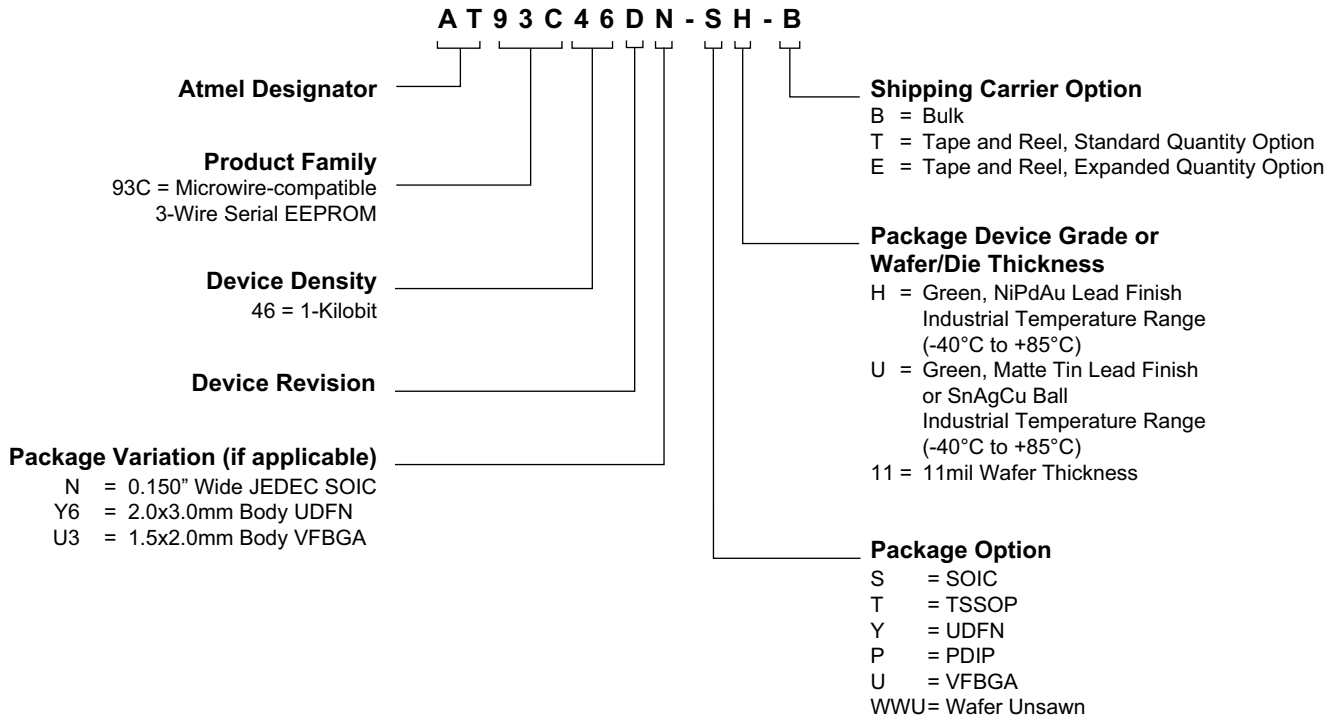 AT93C46DN-SH-B
Atmel Designator
Product Family
93C = Microwire-compatible
3-Wire Serial EEPROM
Device Density
46 = 1-Kilobit
Device Revision
Package Variation (if applicable)
N = 0.150” Wide JEDEC SOIC
Y6 = 2.0x3.0mm Body UDFN
U3 = 1.5x2.0mm Body VFBGA
Shipping Carrier Option
B = Bulk
T = Tape and Reel, Standard Quantity Option
E = Tape and Reel, Expanded Quantity Option
Package Device Grade or
Wafer/Die Thickness
H = Green, NiPdAu Lead Finish
Industrial Temperature Range
(-40°C to +85°C)
U = Green, Matte Tin Lead Finish
or SnAgCu Ball
Industrial Temperature Range
(-40°C to +85°C)
11 = 11mil Wafer Thickness
Package Option
S = SOIC
T = TSSOP
Y = UDFN
P = PDIP
U = VFBGA
WWU= Wafer Unsawn